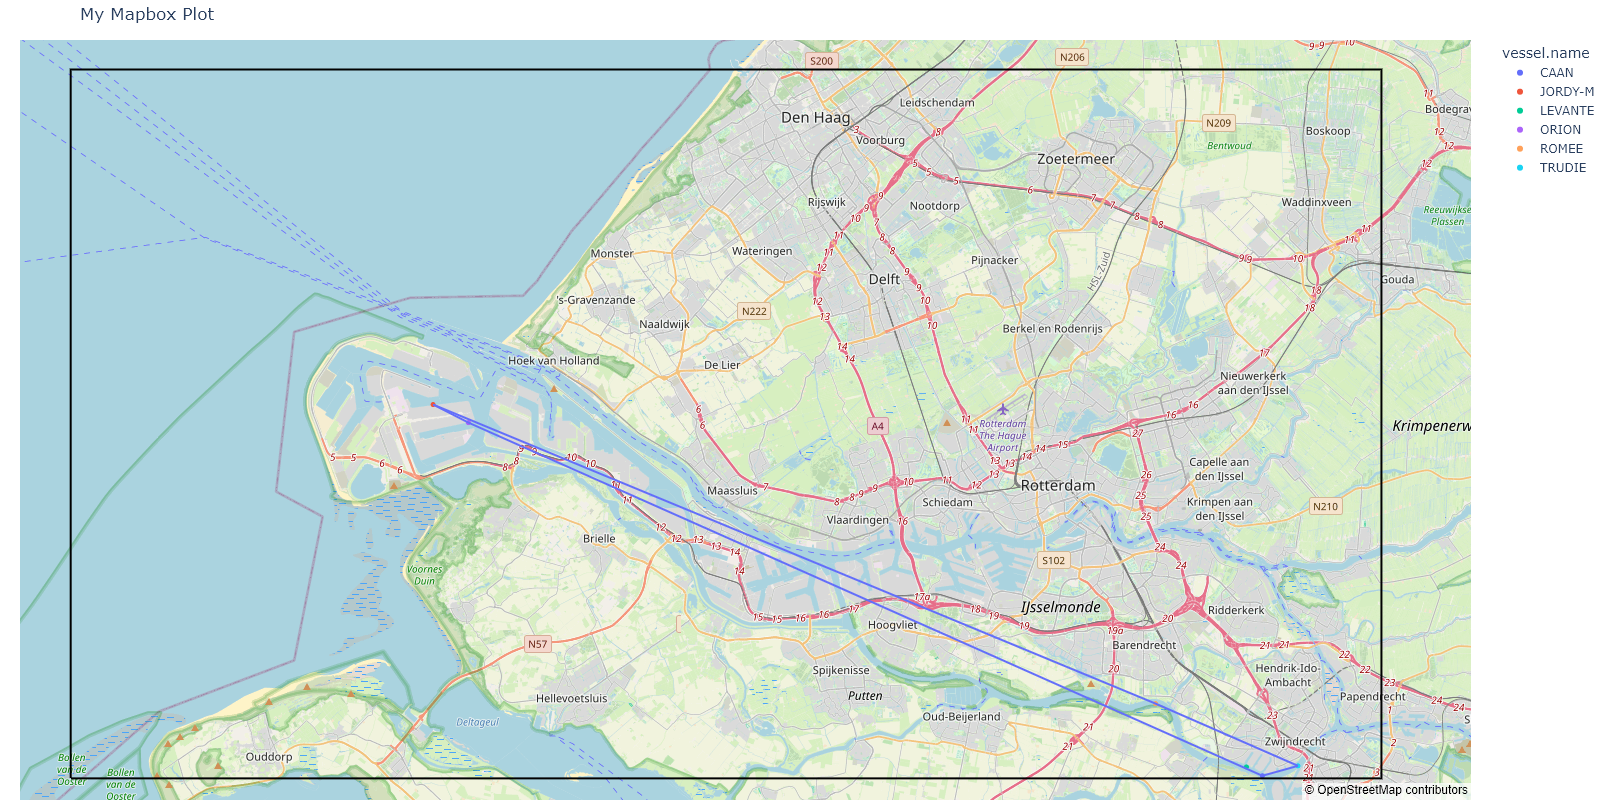 My Mapbox Plot
vessel.name
CAAN
JORDY-M
LEVANTE
ORION
ROMEE
TRUDIE
S200
N206
Leidschendam
Den Haag
Voorburg
N209
Bentwoud
Boskoop
Bodegrav
Zoetermeer
Rijswijk
Nootdorp
Waddinxveen
Reeuwijkse
Plassen
Monster
Wateringen
Pijnacker
HSL-Zuid
Delft
Gouda
's-Gravenzande
N222
Naaldwijk
Berkel en Rodenrijs
Hoek van Holland
De Lier
Nieuwerkerk
aan den IJssel
A4
Rotterdam
The Hague
Airport
Krimpenerw
Capelle aan
den IJssel
Maassluis
Rotterdam
Schiedam
Krimpen aan
den IJssel
N210
Vlaardingen
Brielle
S102
Voornes
Duin
IJsselmonde
Ridderkerk
Hoogvliet
N57
Barendrecht
Spijkenisse
Hendrik-Ido-
Ambacht
Putten
Papendrecht
Hellevoetsluis
Oud-Beijerland
Deltageul
Zwijndrecht
Ouddorp
Bollen
van de
Ooster
Bollen
van de
Ooster
© OpenStreetMap contributors